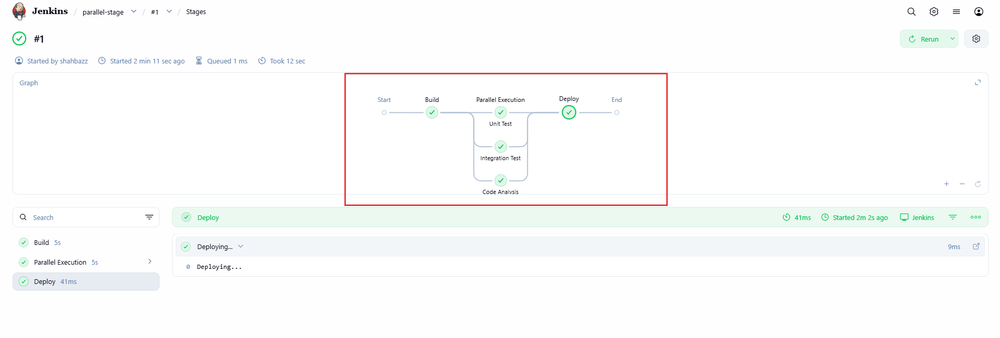 Jenkins / parallel-stage / #1 / Stages
#1
Rerun
Started by shahbazz Started 2 min 11 sec ago Queued 1 ms Took 12 sec
Graph
Start Build Parallel Execution Deploy End
Unit Test
Integration Test
Code Analysis
Search
Build 5s
Parallel Execution 5s
Deploy 41ms
Deploy 41ms Started 2m 2s ago Jenkins
Deploying... 9ms
0 Deploying...